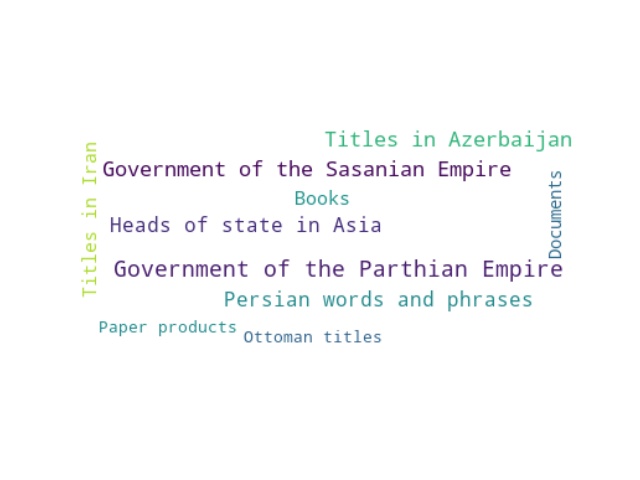 Titles in Azerbaijan
Titles in Iran
Government of the Sasanian Empire
Books
Documents
Heads of state in Asia
Government of the Parthian Empire
Persian words and phrases
Paper products
Ottoman titles